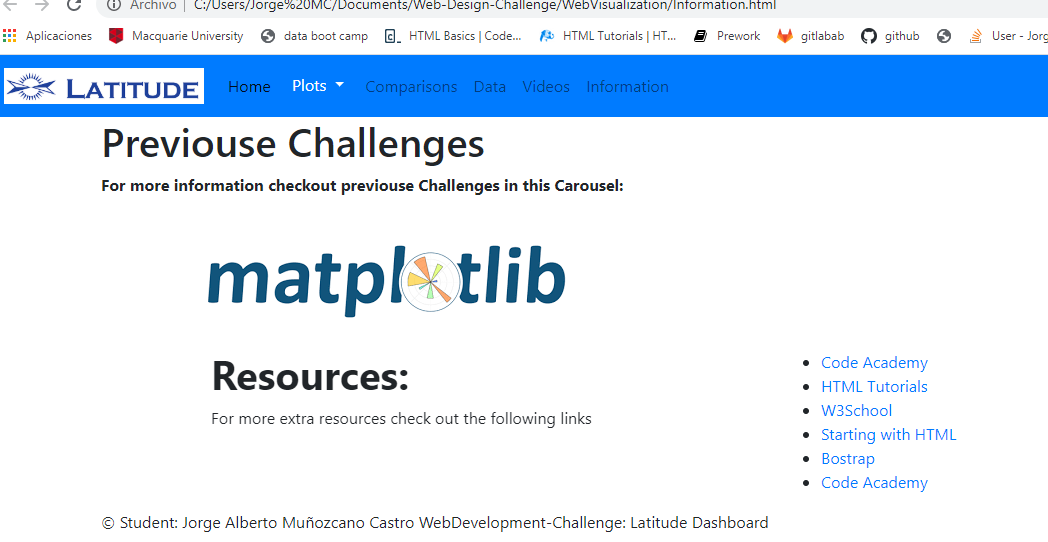 Archivo | C:/Users/Jorge%20MC/Documents/Web-Design-Challenge/WebVisualization/Information.html
Aplicaciones Macquarie University data boot camp HTML Basics | Code... HTML Tutorials | HT... Prework gitlabab github User - Jorg
LATITUDE Home Plots Comparisons Data Videos Information
Previouse Challenges
For more information checkout previouse Challenges in this Carousel:
matplotlib
Resources:
For more extra resources check out the following links
Code Academy
HTML Tutorials
W3School
Starting with HTML
Bostrap
Code Academy
© Student: Jorge Alberto Muñozcano Castro WebDevelopment-Challenge: Latitude Dashboard